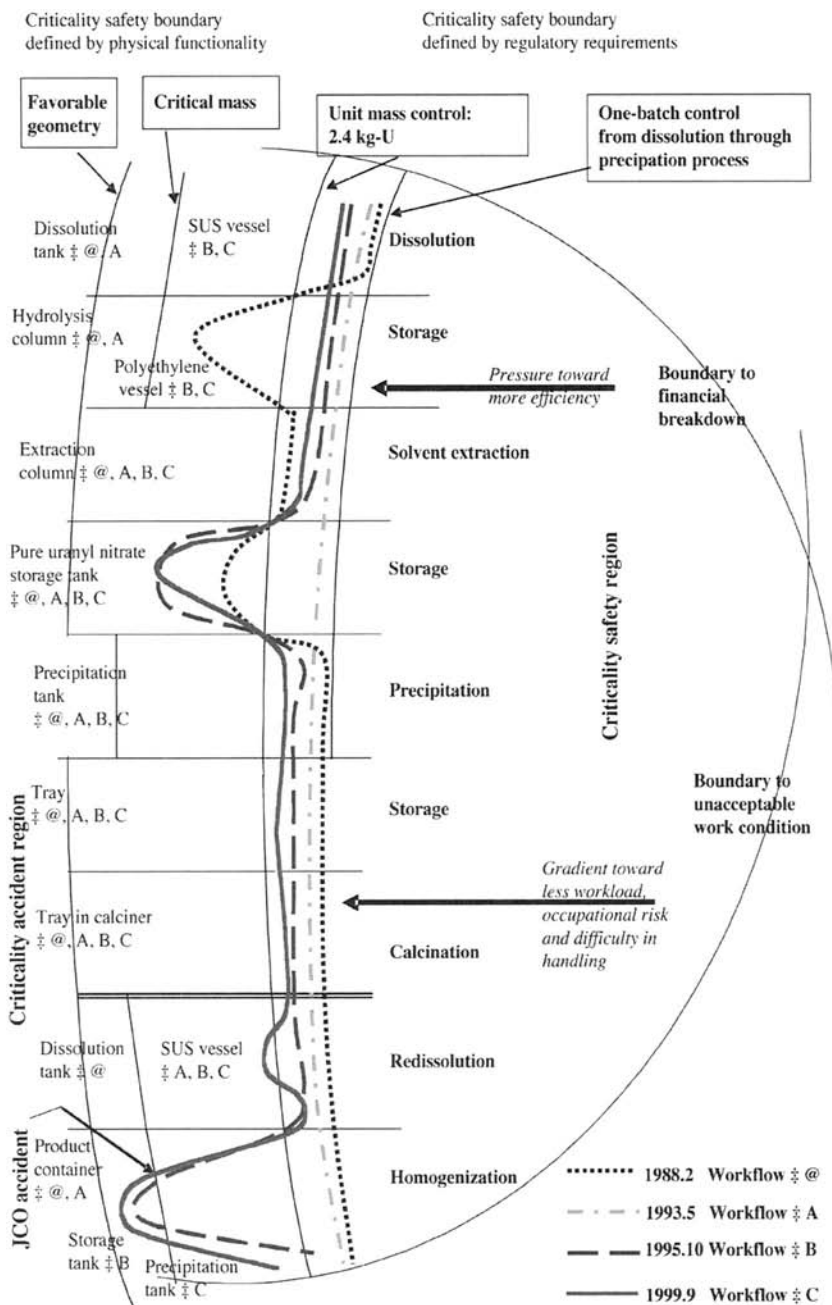 Criticality safety boundary
defined by physical functionality
Criticality safety boundary
defined by regulatory requirements
Favorable
geometry
Critical mass
Unit mass control:
2.4 kg-U
One-batch control
from dissolution through
precipation process
Dissolution
tank ‡ @, A
SUS vessel
‡ B, C
Dissolution
Hydrolysis
column ‡ @, A
Storage
Polyethylene
vessel ‡ B, C
Pressure toward
more efficiency
Boundary to
financial
breakdown
Extraction
column ‡ @, A, B, C
Solvent extraction
Pure uranyl nitrate
storage tank
‡ @, A, B, C
Storage
Criticality safety region
Precipitation
tank
‡ @, A, B, C
Precipitation
Tray
‡ @, A, B, C
Storage
Boundary to
unacceptable
work condition
Criticality accident region
Tray in calciner
‡ @, A, B, C
Calcination
Gradient toward
less workload,
occupational risk
and difficulty in
handling
Dissolution
tank ‡ @
SUS vessel
‡ A, B, C
Redissolution
JCO accident
Product
container
‡ @, A
Homogenization
Storage
tank ‡ B
Precipitation
tank ‡ C
1988.2 Workflow ‡ @
1993.5 Workflow ‡ A
1995.10 Workflow ‡ B
1999.9 Workflow ‡ C